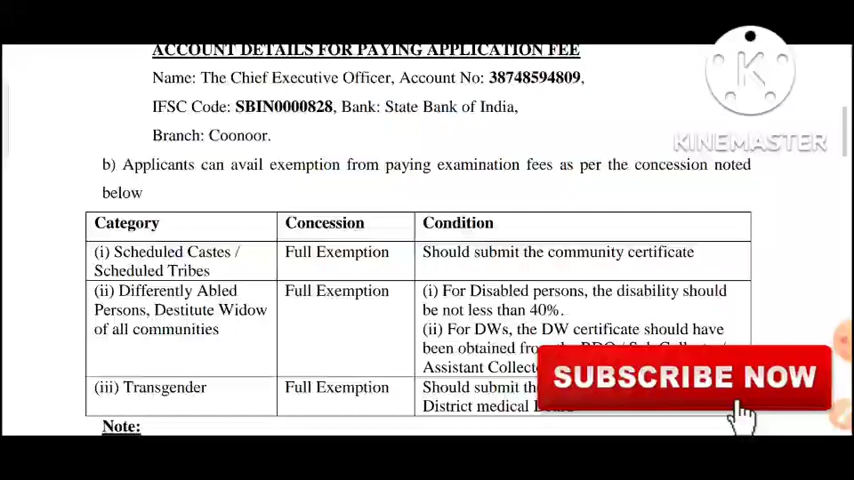 ACCOUNT DETAILS FOR PAYING APPLICATION FEE
Name: The Chief Executive Officer, Account No: 38748594809,
IFSC Code: SBIN0000828, Bank: State Bank of India,
Branch: Coonoor.
b) Applicants can avail exemption from paying examination fees as per the concession noted
below
Category Concession Condition
(i) Scheduled Castes / Full Exemption Should submit the community certificate
Scheduled Tribes
(ii) Differently Abled Full Exemption (i) For Disabled persons, the disability should
Persons, Destitute Widow be not less than 40%.
of all communities (ii) For DWs, the DW certificate should have
been obtained from the RDO / Sub Collector /
Assistant
(iii) Transgender Full Exemption Should submit the
District medical
Note:
K
KINEMASTER
SUBSCRIBE NOW